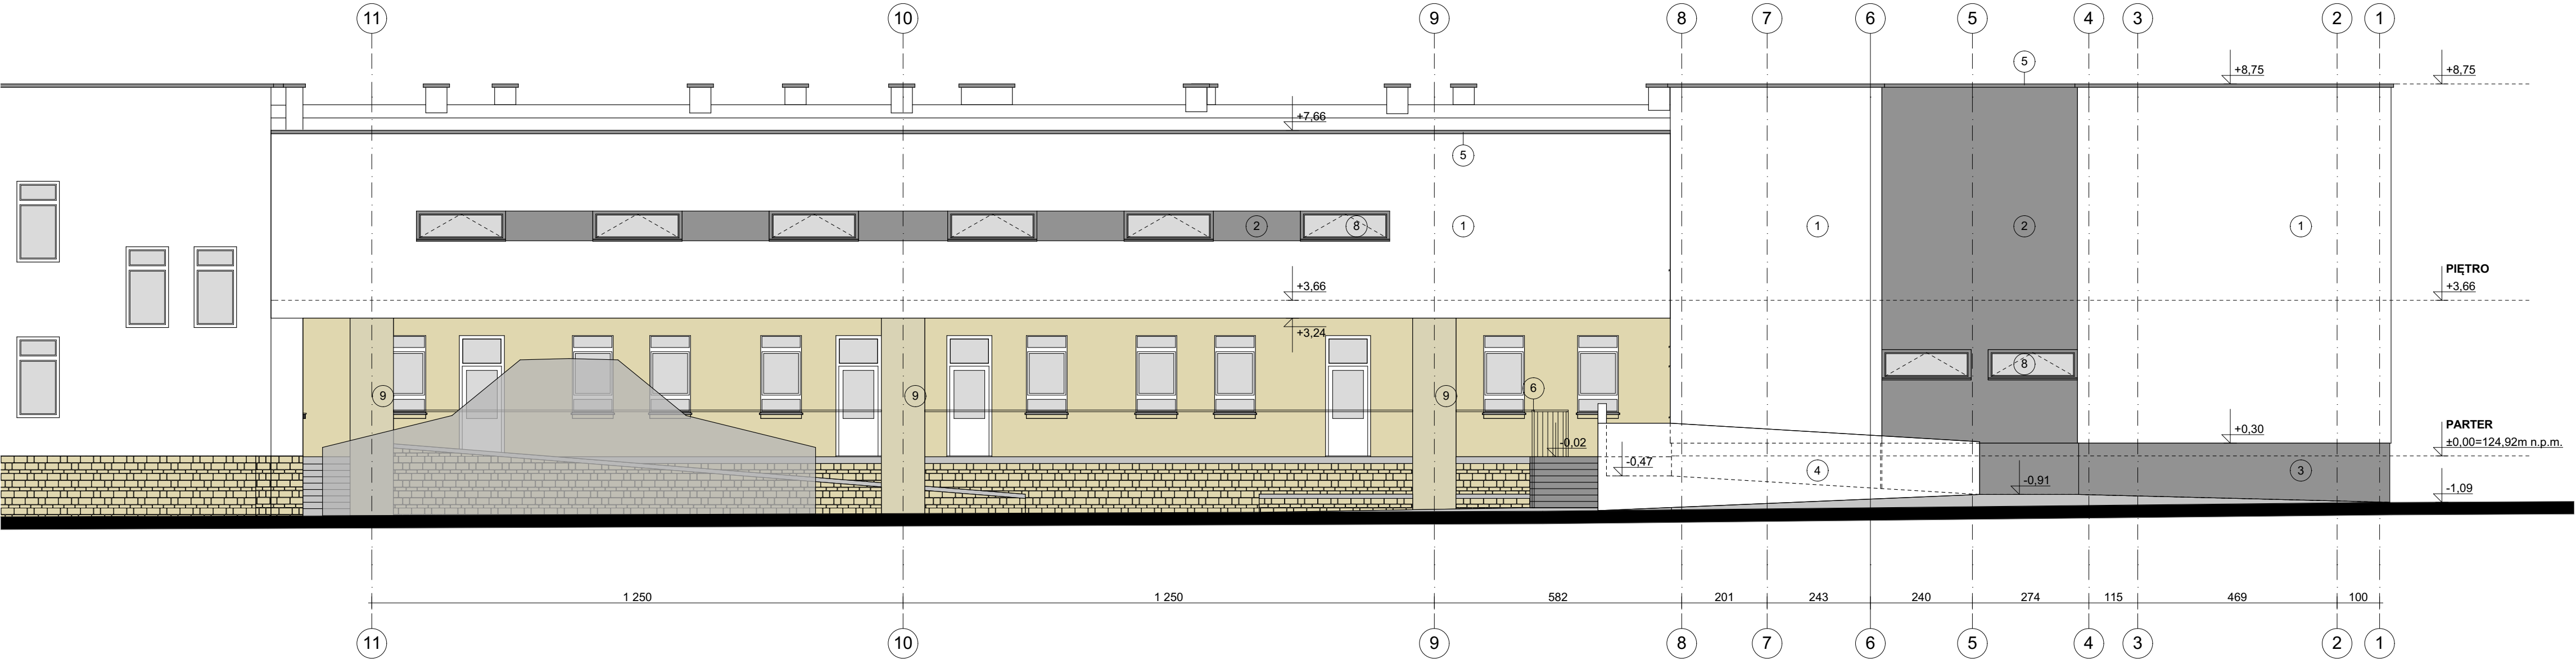 11 10 9 8 7 6 5 4 3 2 1
5
+8,75 +8,75
+7,66
5
2 8 1 1 2 1
PIĘTRO
+3,66 +3,66
+3,24
8
9 9 9 6
PARTER
+0,30
-0,02 ±0,00=124,92m n.p.m.
-0,47 4 3
-0,91 -1,09
1 250 1 250 582 201 243 240 274 115 469 100
11 10 9 8 7 6 5 4 3 2 1